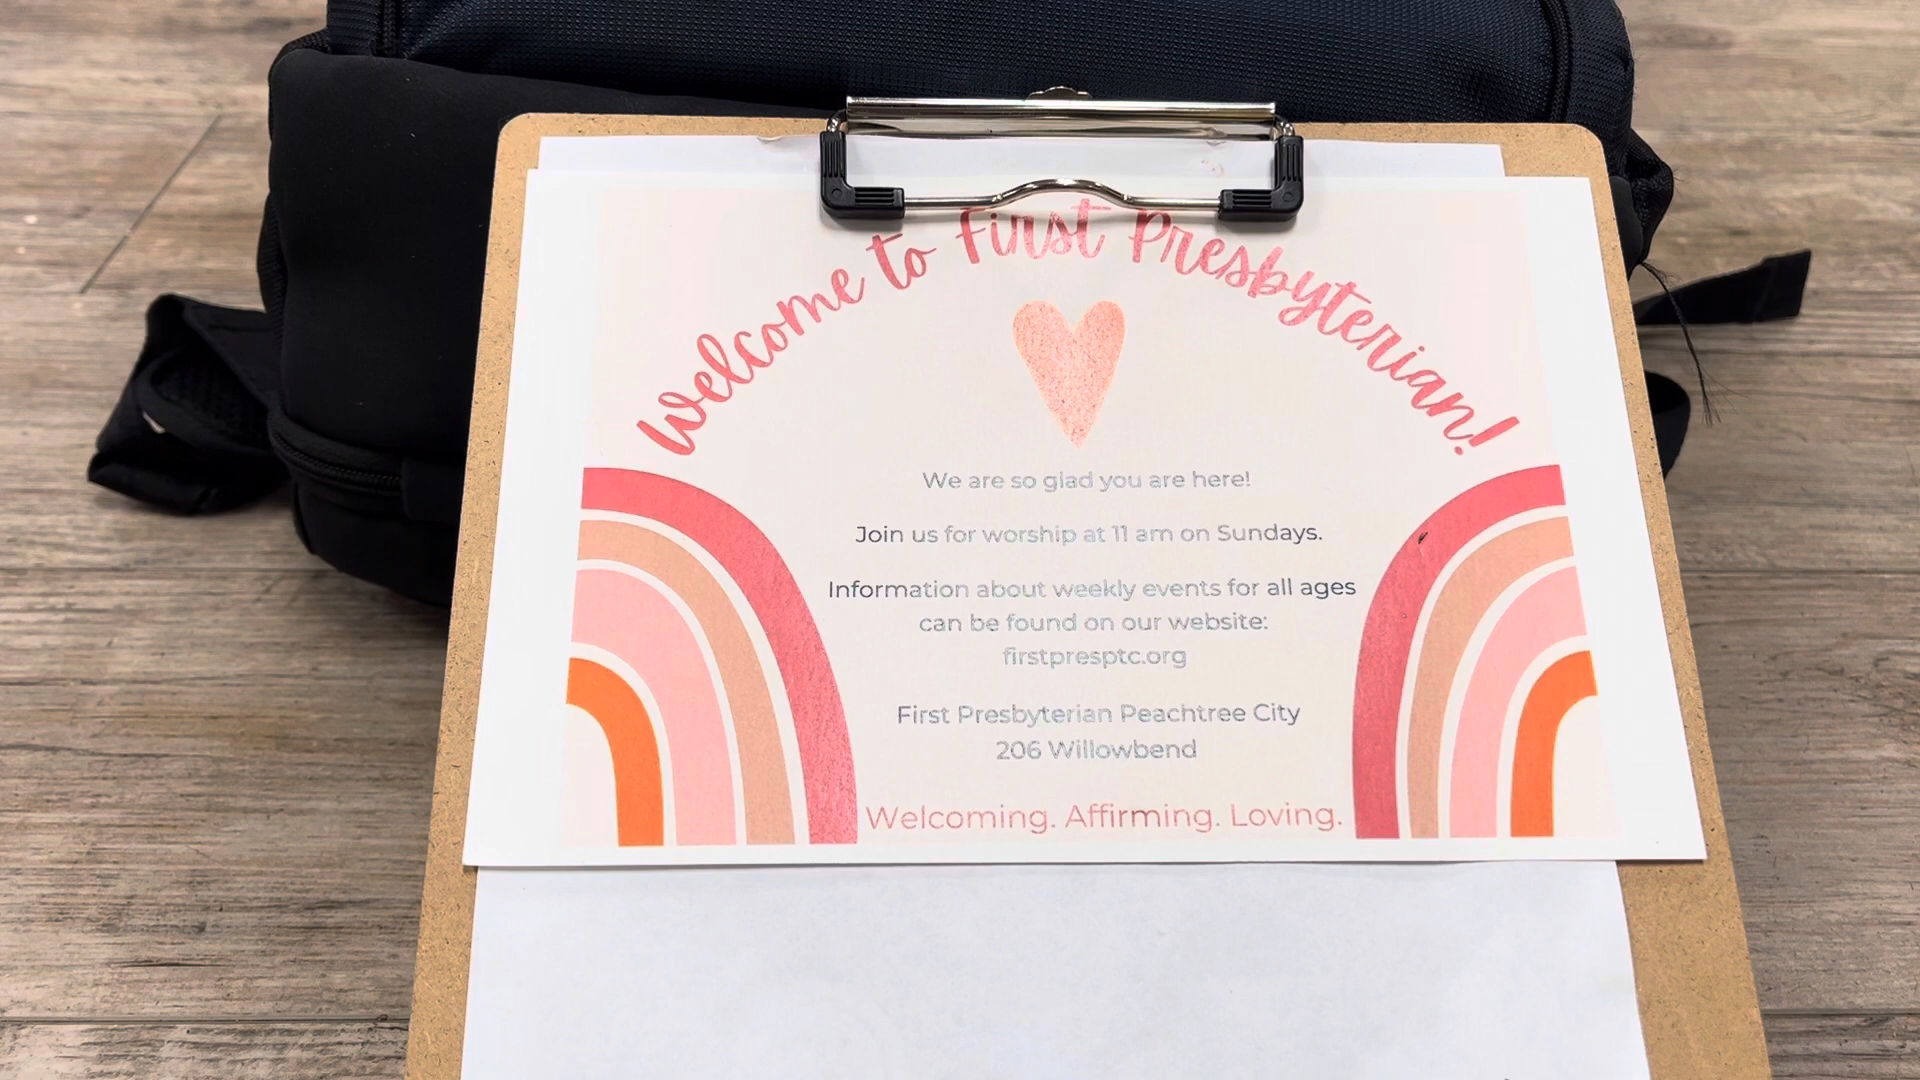 Welcome to First Presbyterian!
We are so glad you are here!
Join us for worship at 11 am on Sundays.
Information about weekly events for all ages
can be found on our website:
firstpresptc.org
First Presbyterian Peachtree City
206 Willowbend
Welcoming. Affirming. Loving.